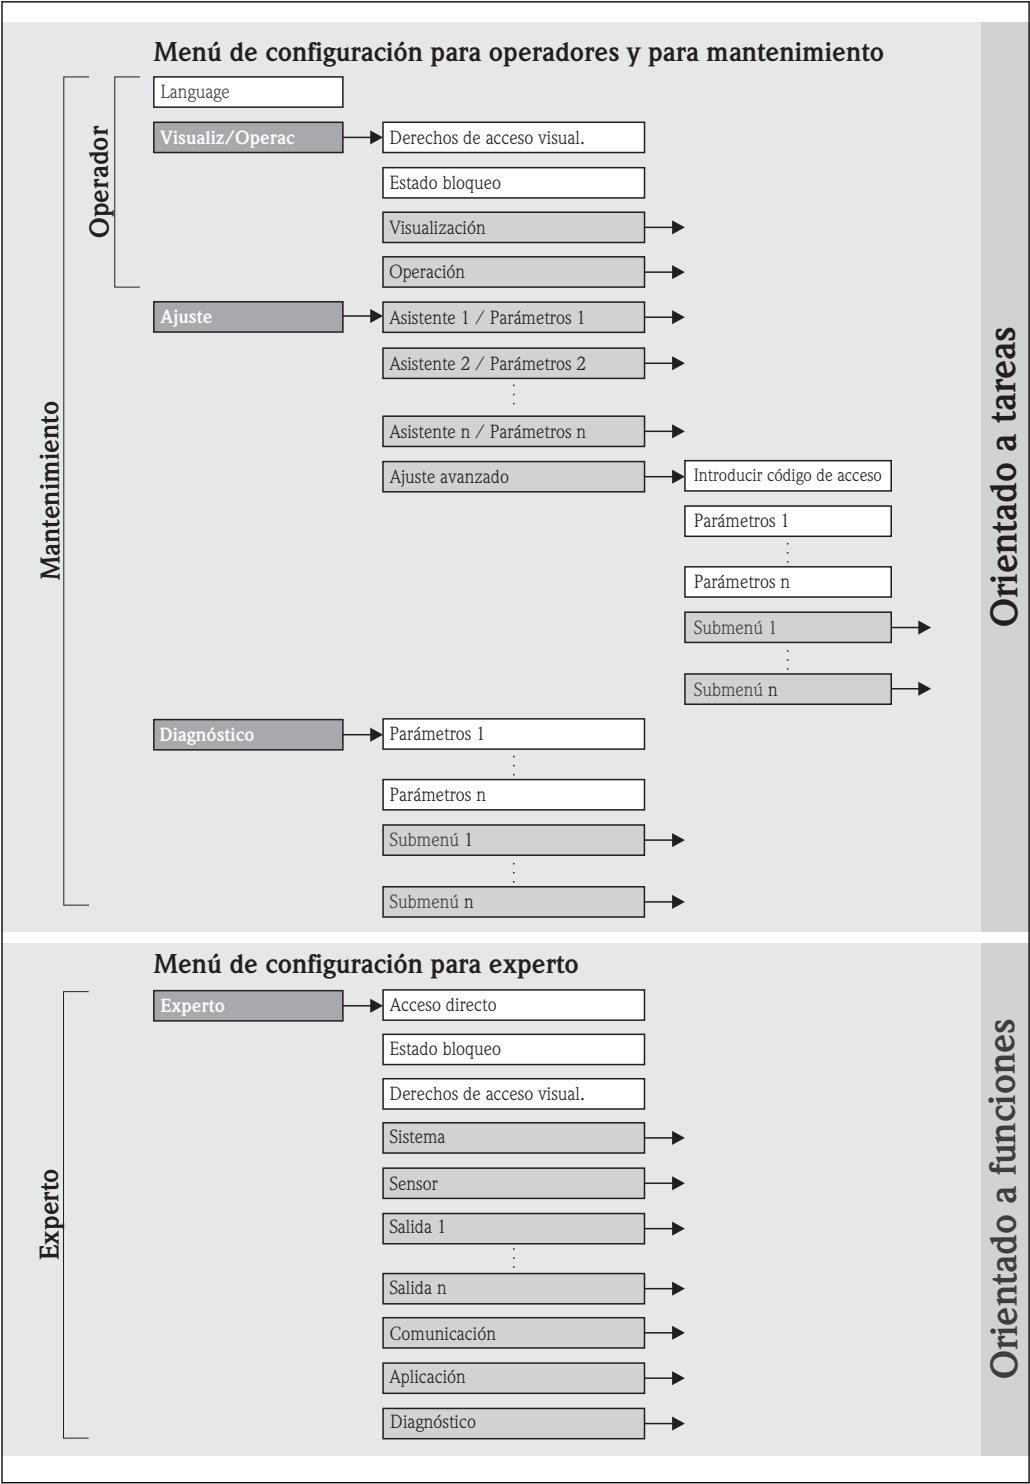 Menú de configuración para operadores y para mantenimiento
Language
Visualiz/Operac
Derechos de acceso visual.
Estado bloqueo
Visualización
Operación
Operador
Ajuste
Asistente 1 / Parámetros 1
Asistente 2 / Parámetros 2
Asistente n / Parámetros n
Ajuste avanzado
Introducir código de acceso
Parámetros 1
Parámetros n
Submenú 1
Submenú n
Mantenimiento
Diagnóstico
Parámetros 1
Parámetros n
Submenú 1
Submenú n
Orientado a tareas
Menú de configuración para experto
Experto
Experto
Acceso directo
Estado bloqueo
Derechos de acceso visual.
Sistema
Sensor
Salida 1
Salida n
Comunicación
Aplicación
Diagnóstico
Orientado a funciones